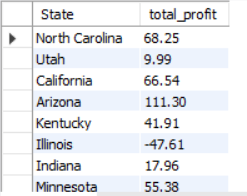 State total_profit
North Carolina 68.25
Utah 9.99
California 66.54
Arizona 111.30
Kentucky 41.91
Illinois -47.61
Indiana 17.96
Minnesota 55.38